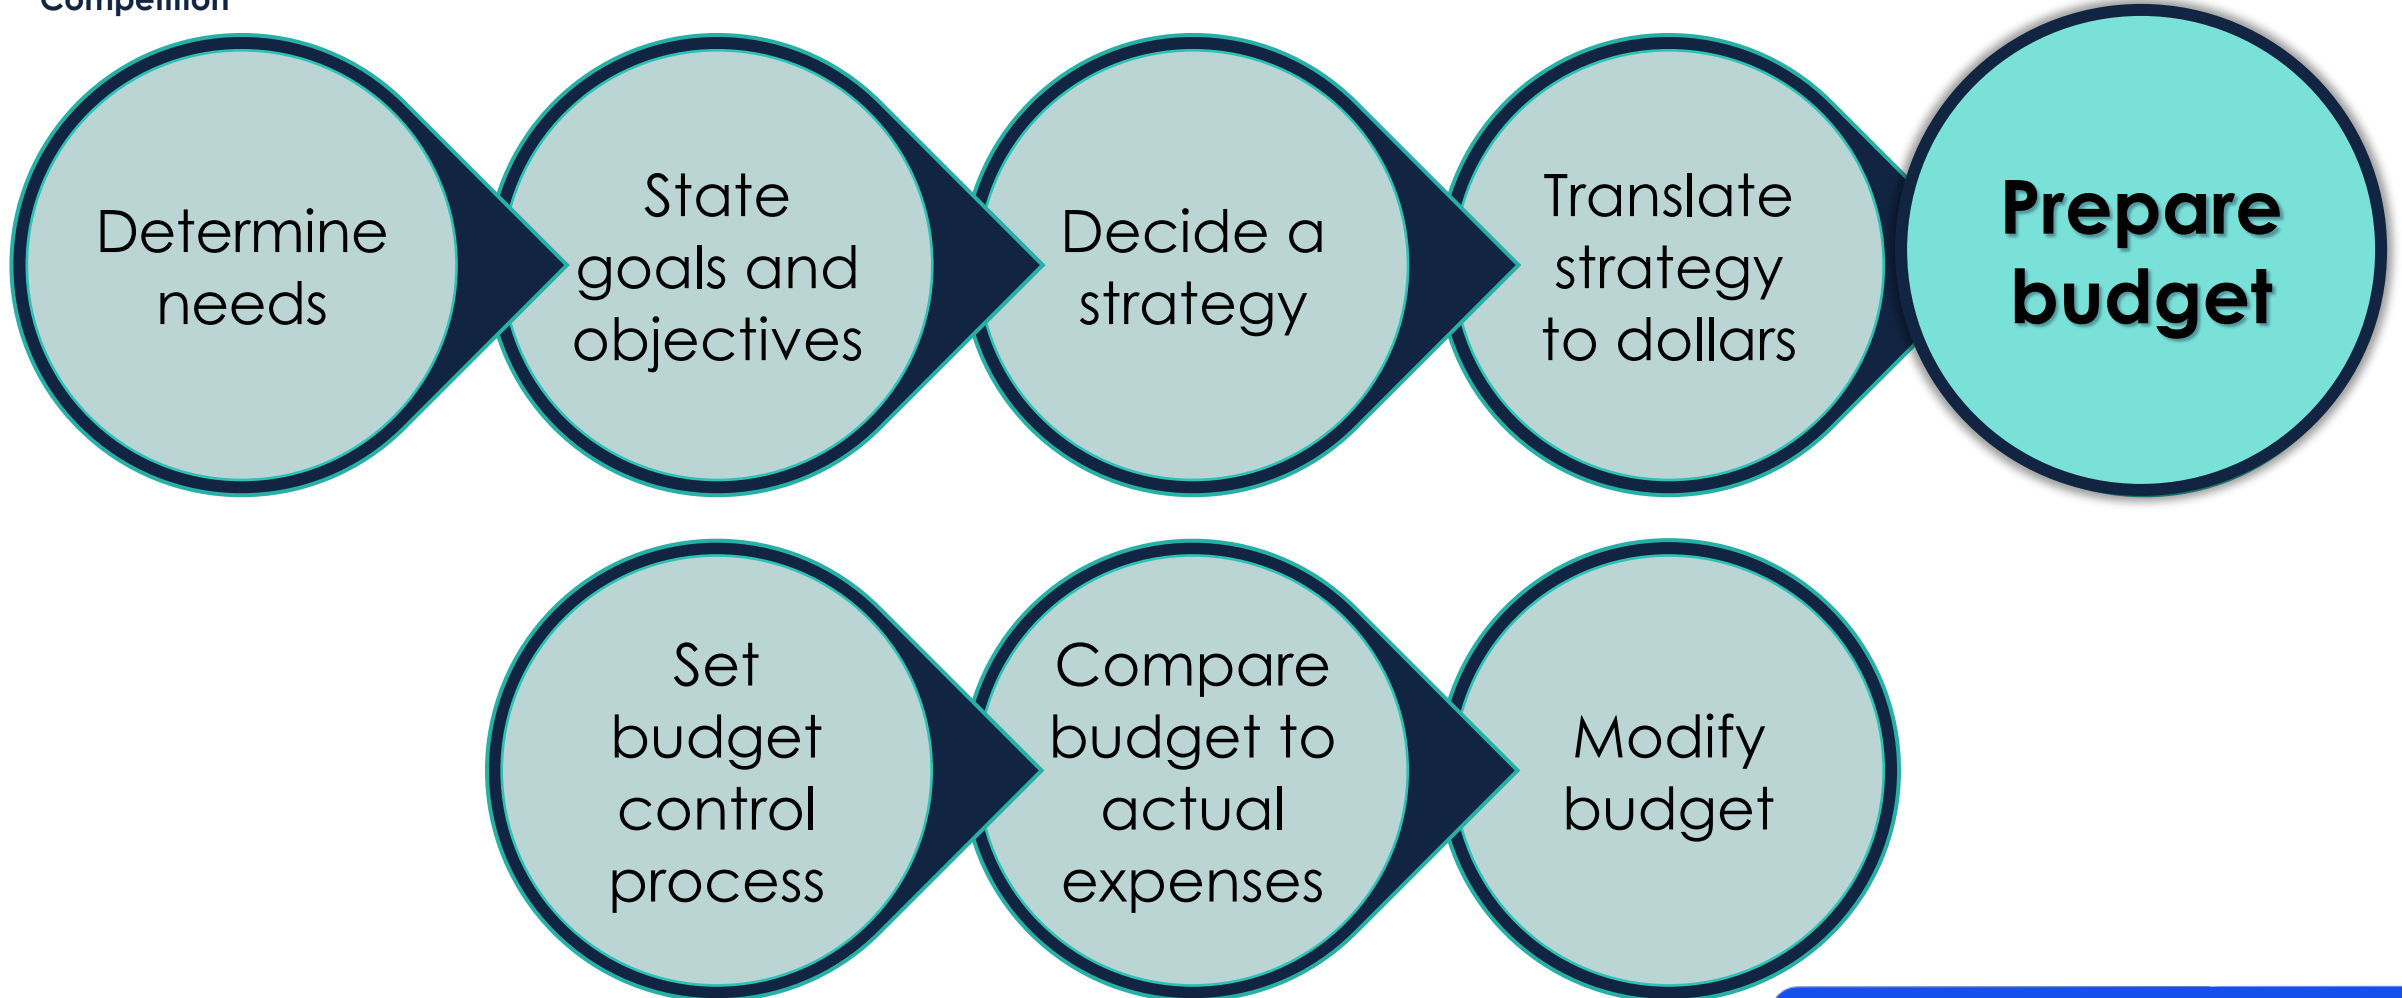 Competition
Determine
needs
State
goals and
objectives
Decide a
strategy
Translate
strategy
to dollars
Prepare
budget
Set
budget
control
process
Compare
budget to
actual
expenses
Modify
budget